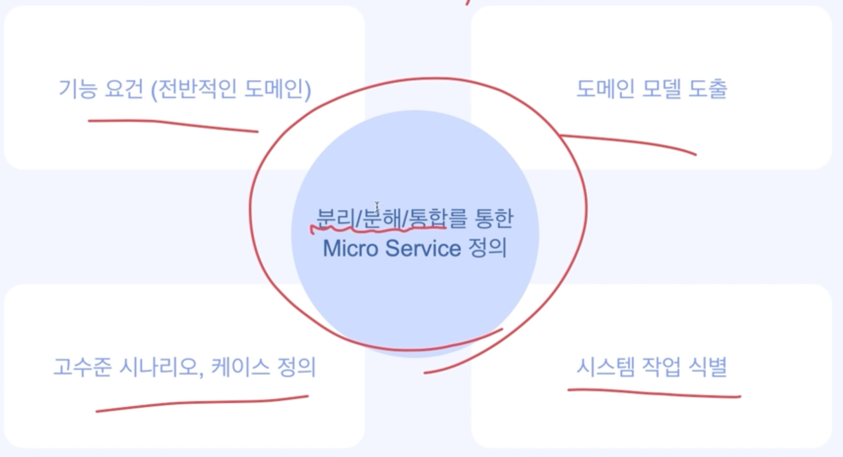 기능 요건 (전반적인 도메인)
도메인 모델 도출
분리/분해/통합를 통한
Micro Service 정의
고수준 시나리오, 케이스 정의
시스템 작업 식별